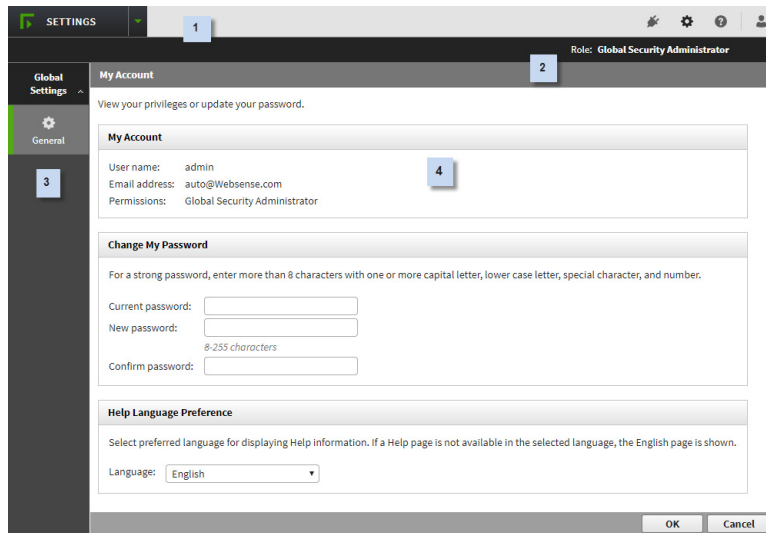 SETTINGS
1
Role: Global Security Administrator
2
Global Settings
My Account
View your privileges or update your password.
General
My Account
3
User name: admin
4
Email address: auto@Websense.com
Permissions: Global Security Administrator
Change My Password
For a strong password, enter more than 8 characters with one or more capital letter, lower case letter, special character, and number.
Current password:
New password:
8-255 characters
Confirm password:
Help Language Preference
Select preferred language for displaying Help information. If a Help page is not available in the selected language, the English page is shown.
Language: English
OK Cancel